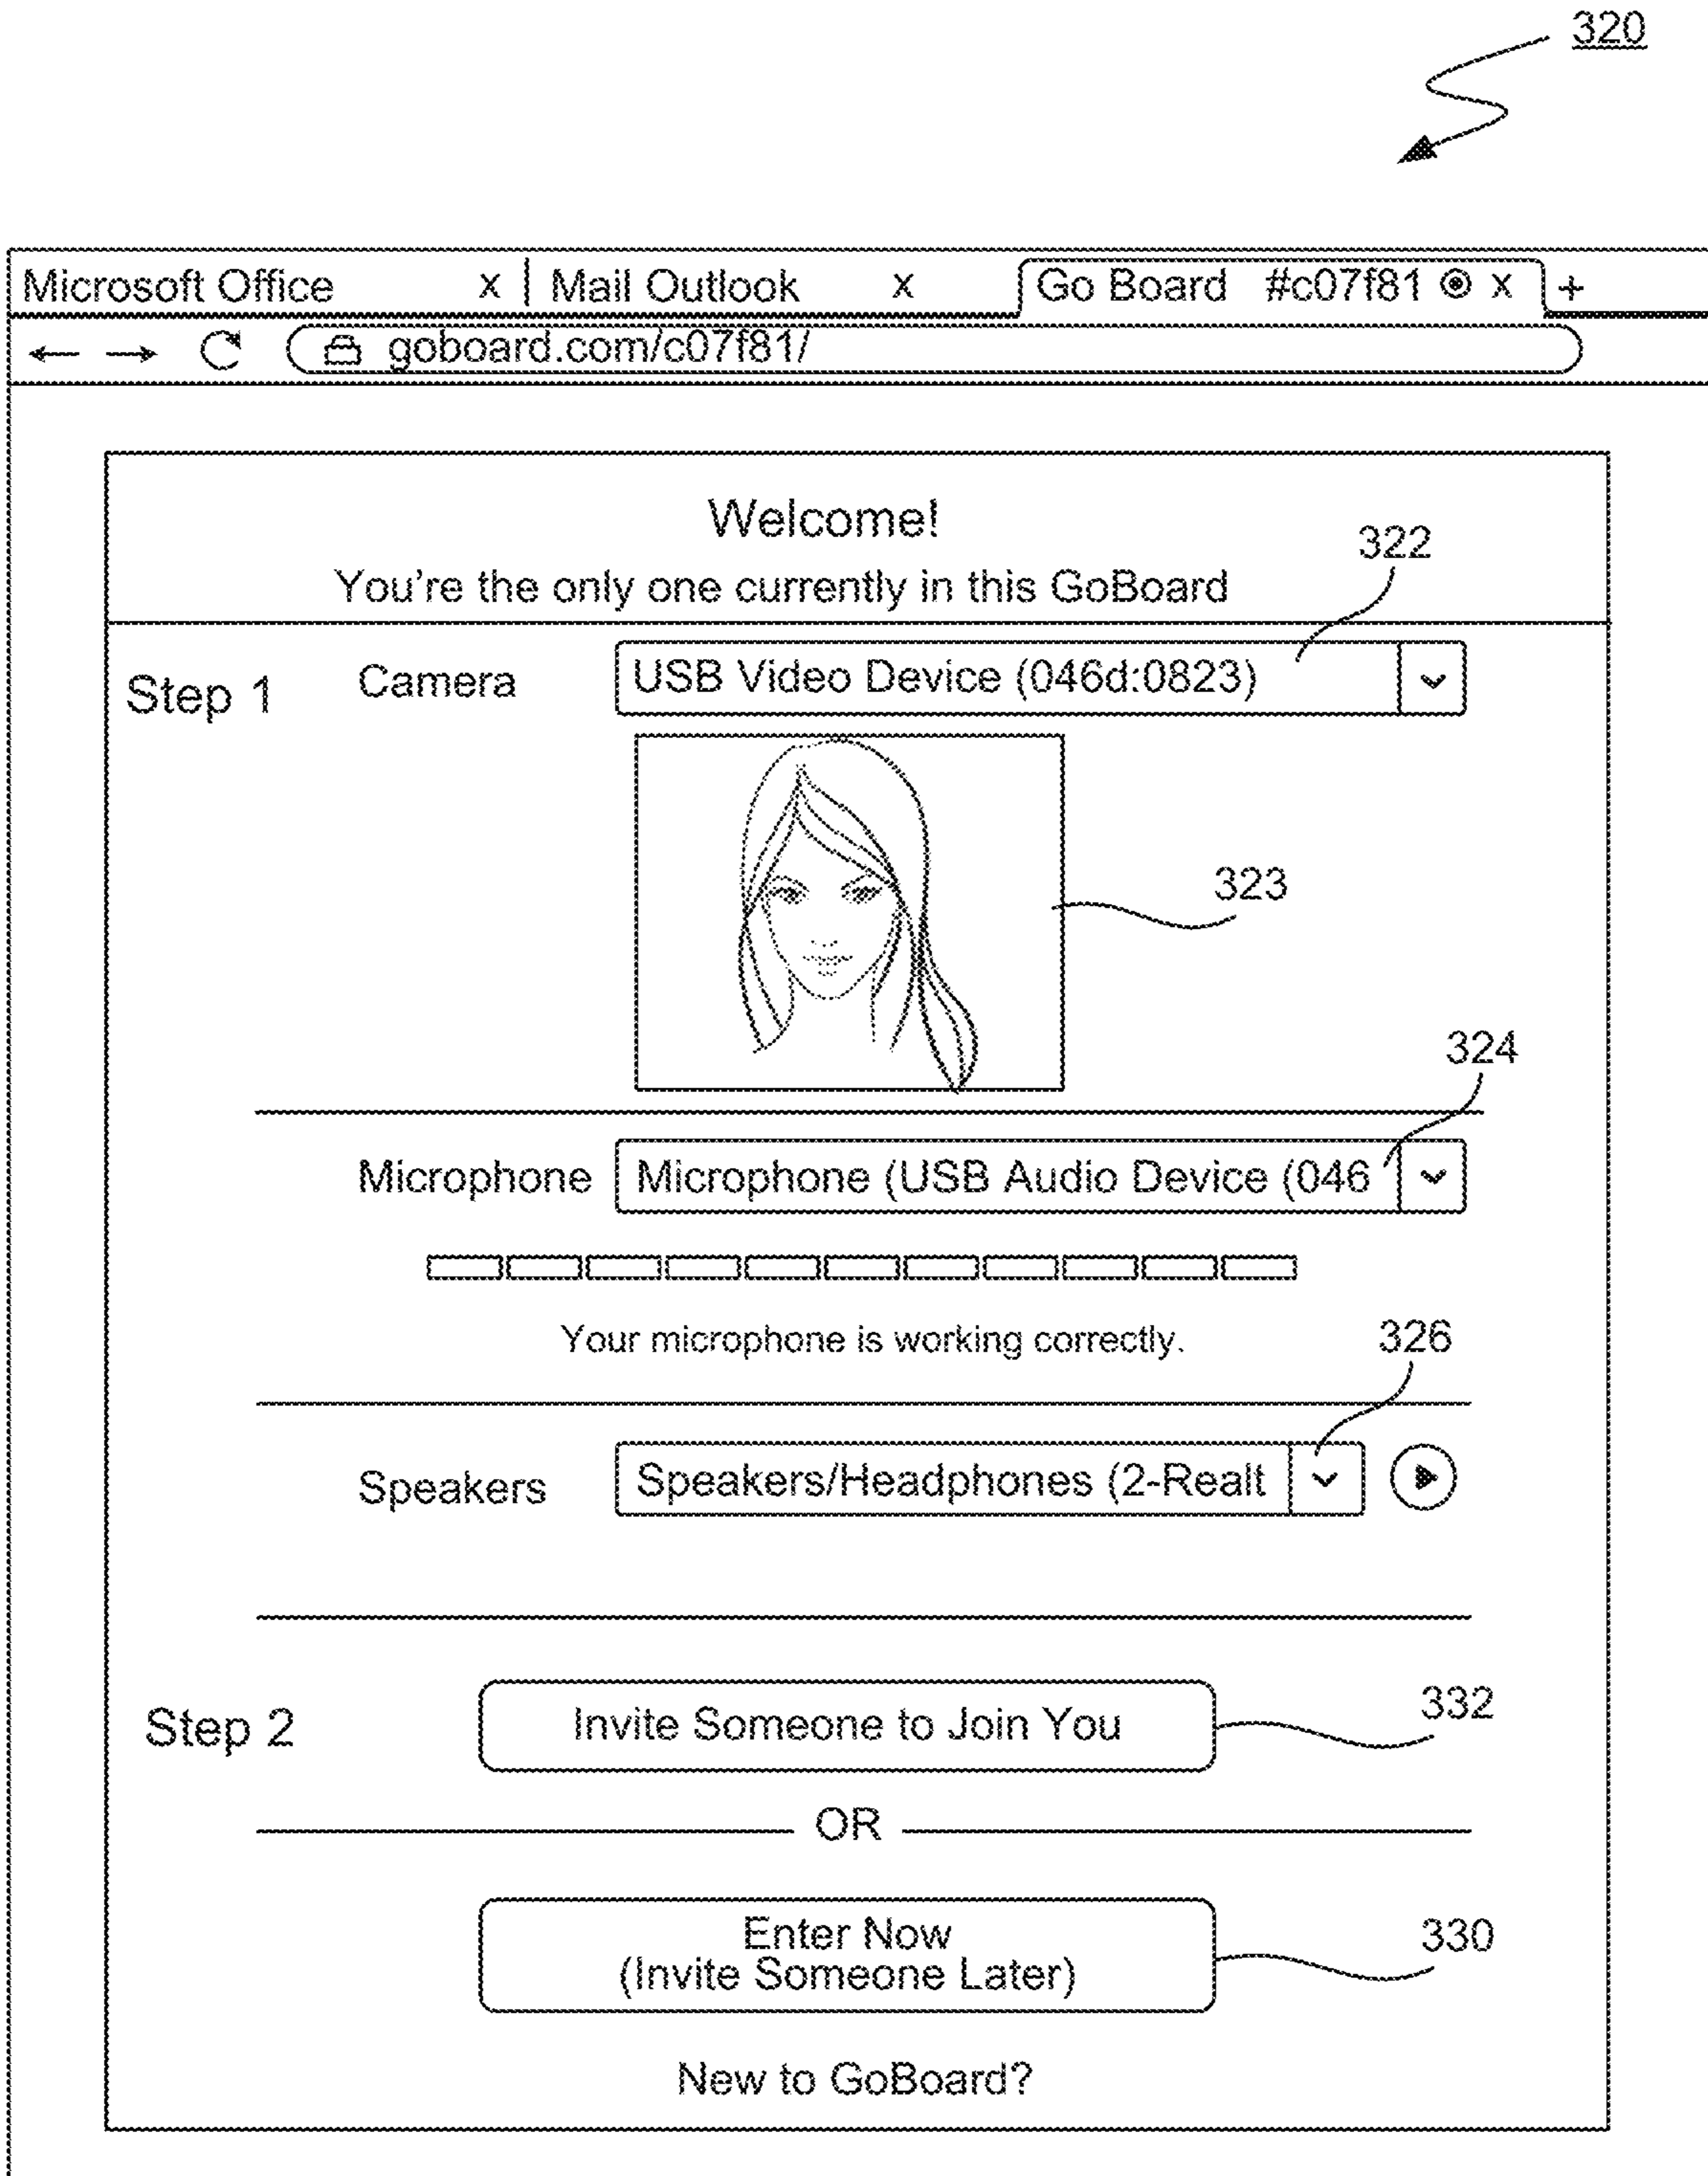 320
Microsoft Office x | Mail Outlook x Go Board #c07f81 x +
goboard.com/c07f81/
Welcome!
322
You're the only one currently in this GoBoard
Step 1 Camera USB Video Device (046d:0823)
323
324
Microphone Microphone (USB Audio Device (046
Your microphone is working correctly.
326
Speakers Speakers/Headphones (2-Realt
Step 2 Invite Someone to Join You 332
OR
Enter Now
(Invite Someone Later)
330
New to GoBoard?